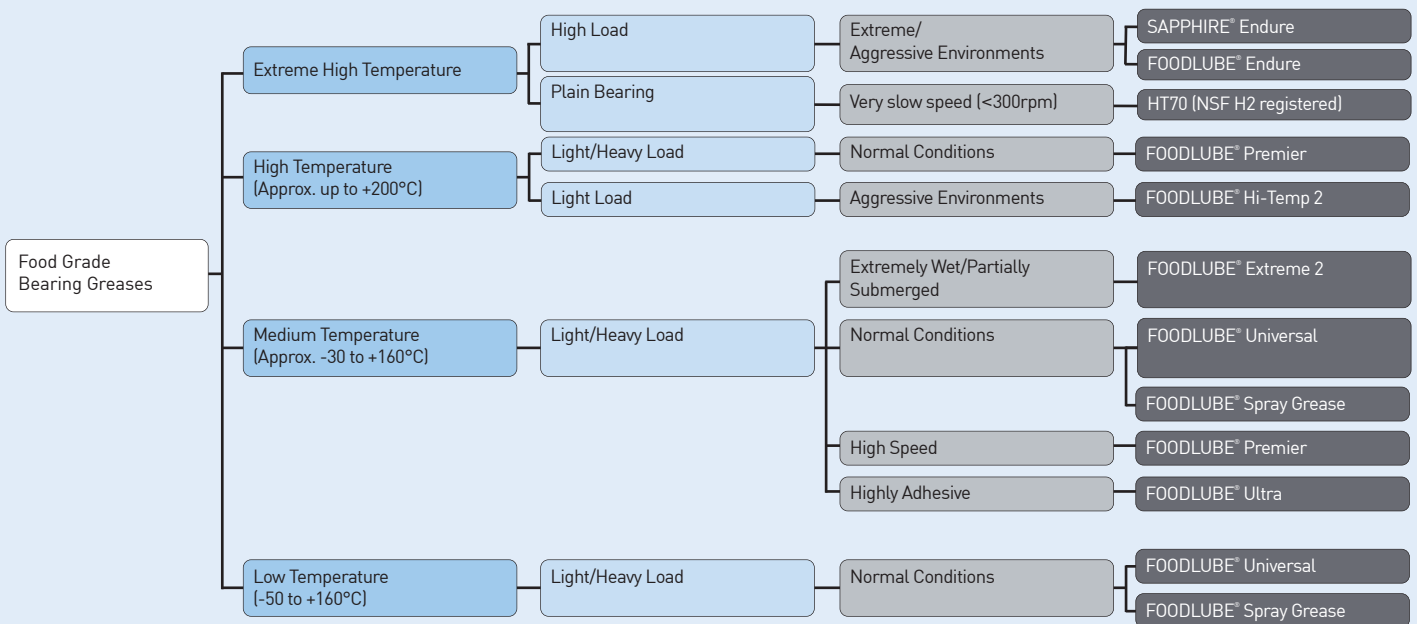 Food Grade
Bearing Greases
Extreme High Temperature
High Load
Extreme/
Aggressive Environments
SAPPHIRE® Endure
FOODLUBE® Endure
Plain Bearing
Very slow speed (<300rpm)
HT70 (NSF H2 registered)
High Temperature
(Approx. up to +200°C)
Light/Heavy Load
Normal Conditions
FOODLUBE® Premier
Light Load
Aggressive Environments
FOODLUBE® Hi-Temp 2
Medium Temperature
(Approx. -30 to +160°C)
Light/Heavy Load
Extremely Wet/Partially
Submerged
FOODLUBE® Extreme 2
Normal Conditions
FOODLUBE® Universal
FOODLUBE® Spray Grease
High Speed
FOODLUBE® Premier
Highly Adhesive
FOODLUBE® Ultra
Low Temperature
(-50 to +160°C)
Light/Heavy Load
Normal Conditions
FOODLUBE® Universal
FOODLUBE® Spray Grease